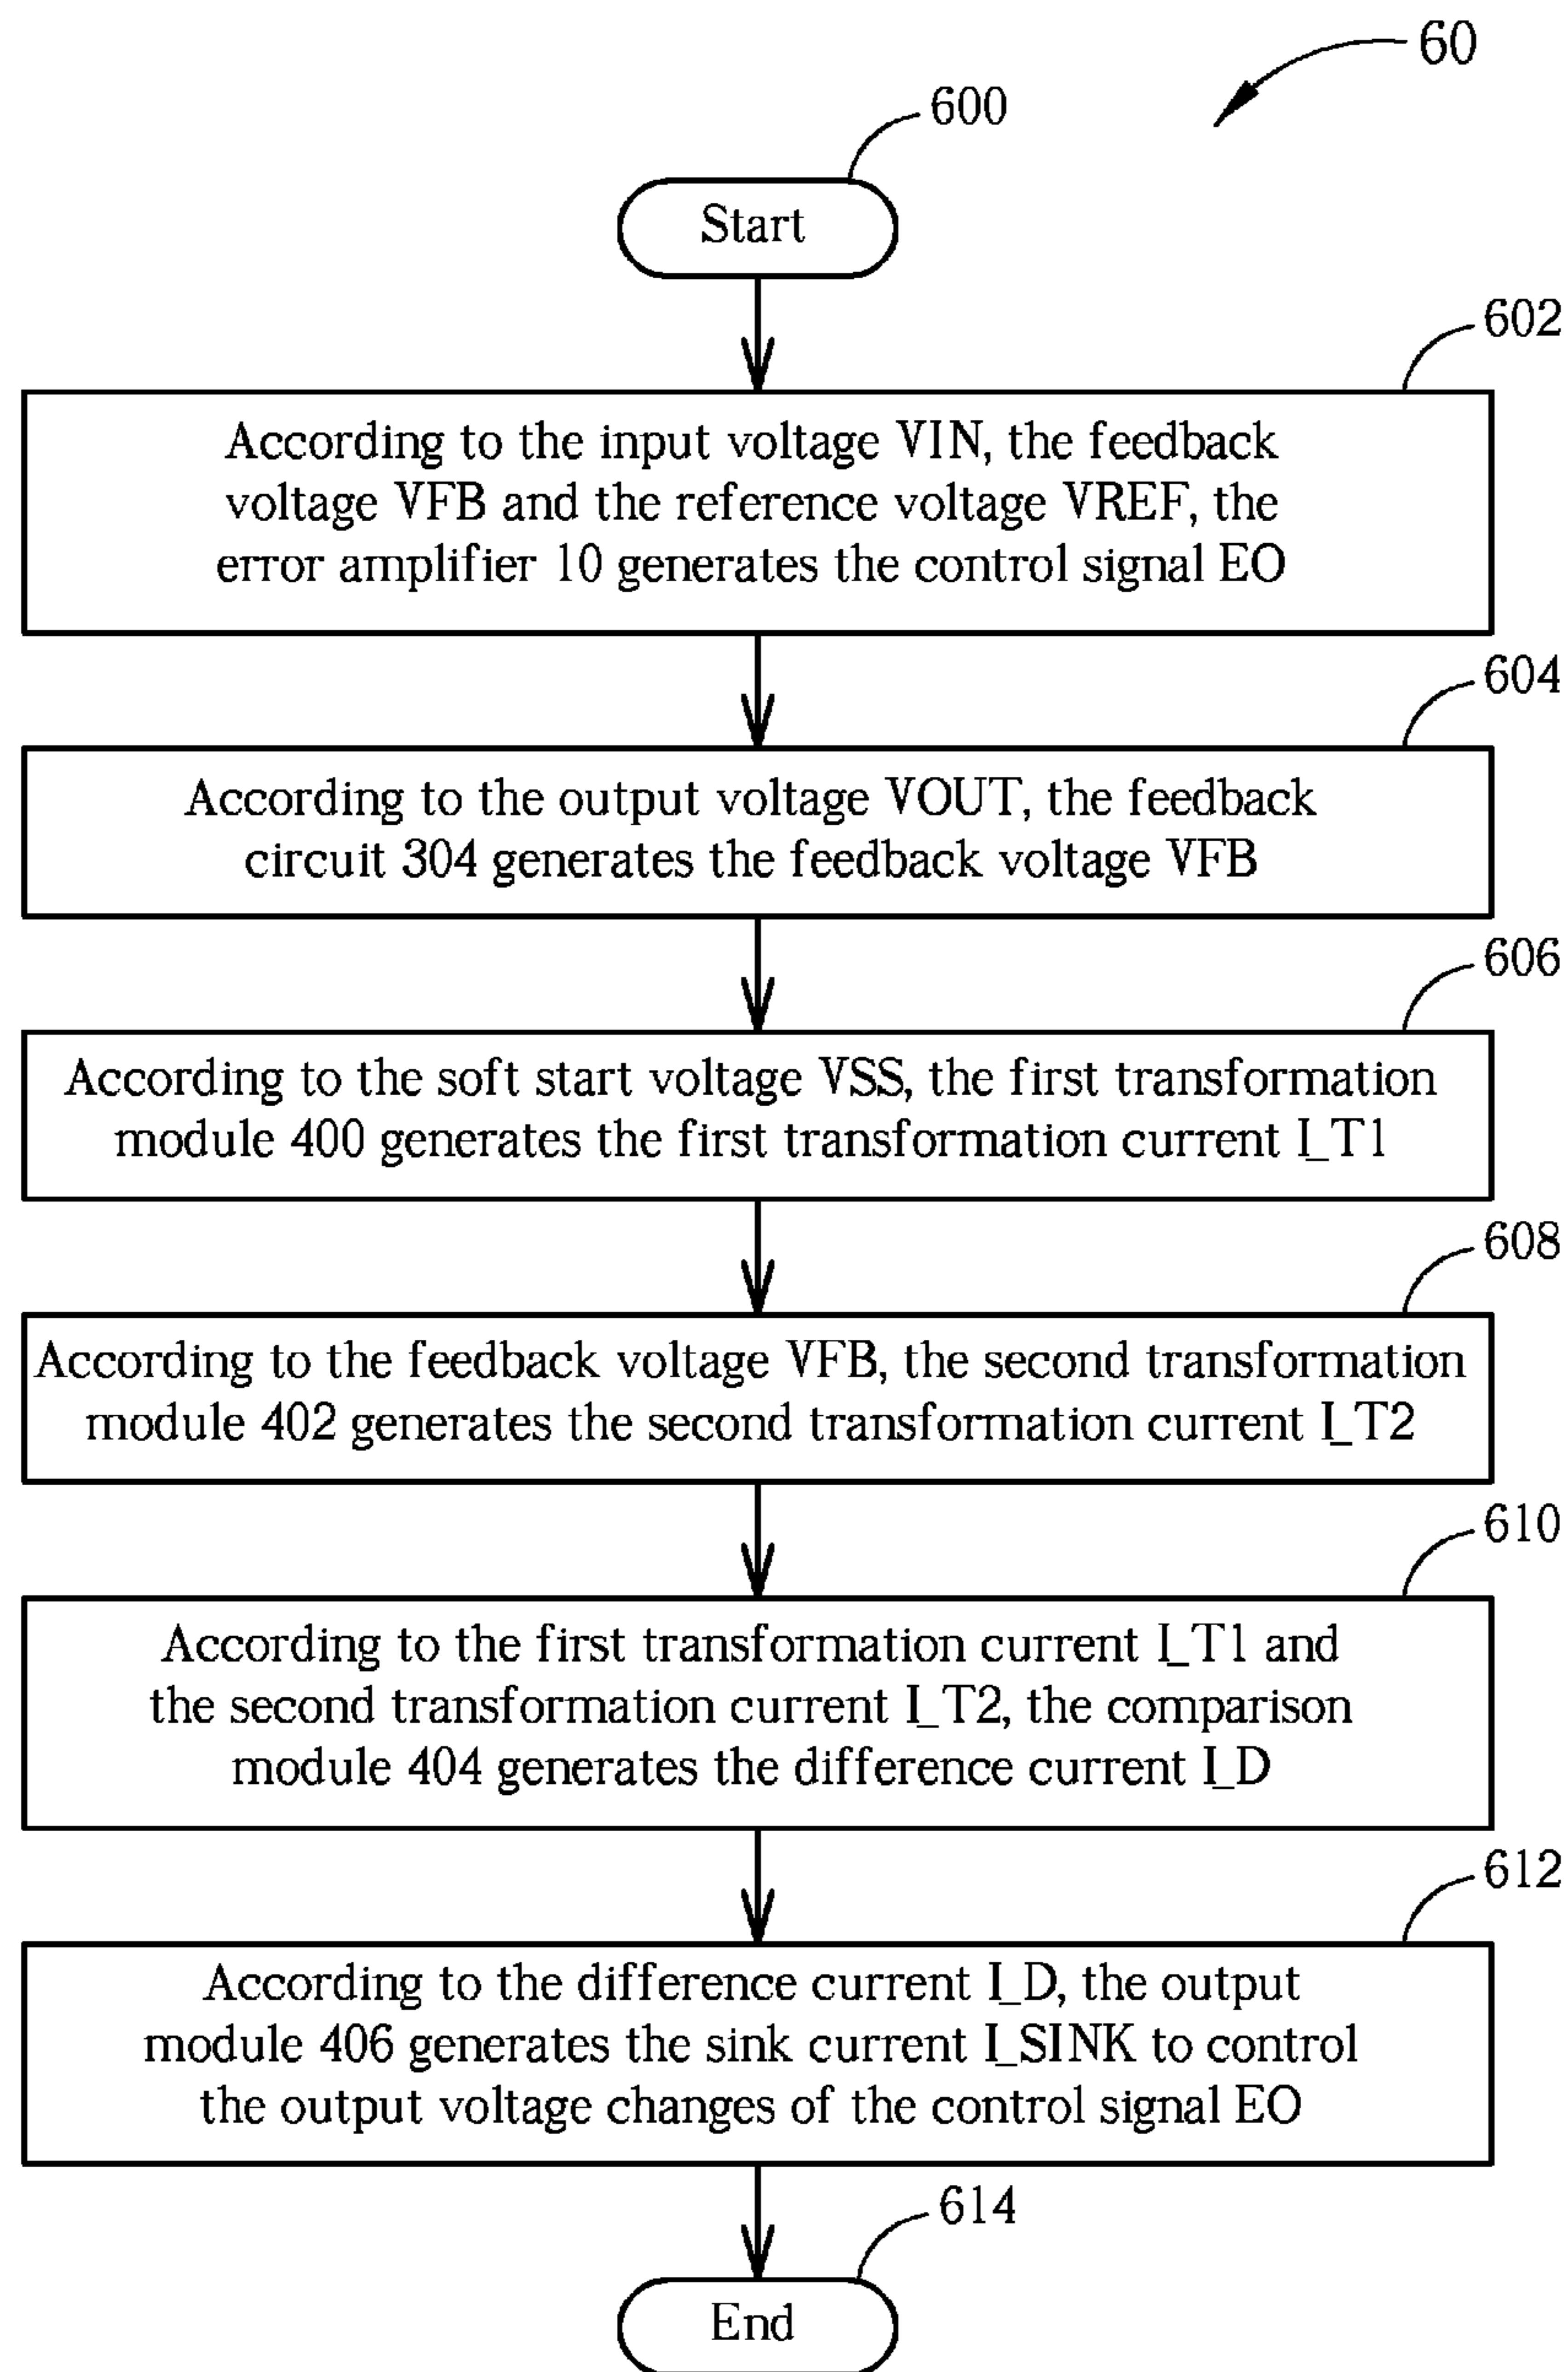 60
600
Start
602
According to the input voltage VIN, the feedback
voltage VFB and the reference voltage VREF, the
error amplifier 10 generates the control signal EO
604
According to the output voltage VOUT, the feedback
circuit 304 generates the feedback voltage VFB
606
According to the soft start voltage VSS, the first transformation
module 400 generates the first transformation current I_T1
608
According to the feedback voltage VFB, the second transformation
module 402 generates the second transformation current I_T2
610
According to the first transformation current I_T1 and
the second transformation current I_T2, the comparison
module 404 generates the difference current I_D
612
According to the difference current I_D, the output
module 406 generates the sink current I_SINK to control
the output voltage changes of the control signal EO
614
End